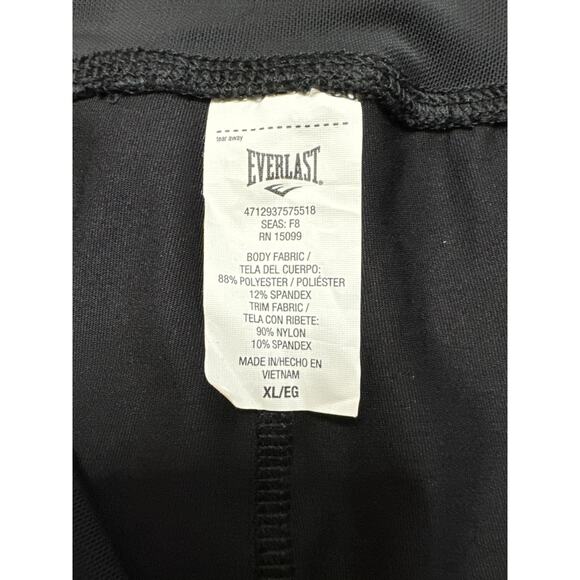 tear away
EVERLAST
4712937575518
SEAS: F8
RN 15099
BODY FABRIC /
TELA DEL CUERPO:
88% POLYESTER / POLIÉSTER
12% SPANDEX
TRIM FABRIC /
TELA CON RIBETE:
90% NYLON
10% SPANDEX
MADE IN/HECHO EN
VIETNAM
XL/EG